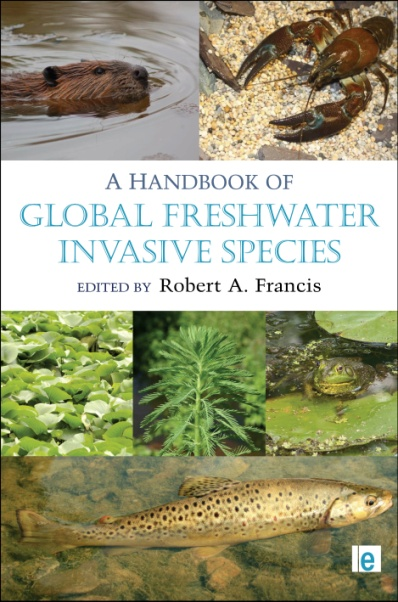 A HANDBOOK OF
GLOBAL FRESHWATER
INVASIVE SPECIES
EDITED BY Robert A. Francis
e